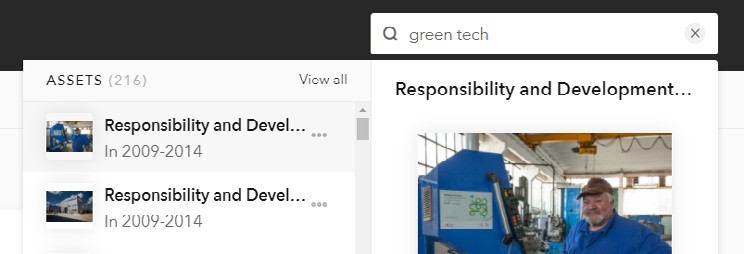 green tech
ASSETS (216)
View all
Responsibility and Devel...
In 2009-2014
Responsibility and Devel...
In 2009-2014
Responsibility and Development...